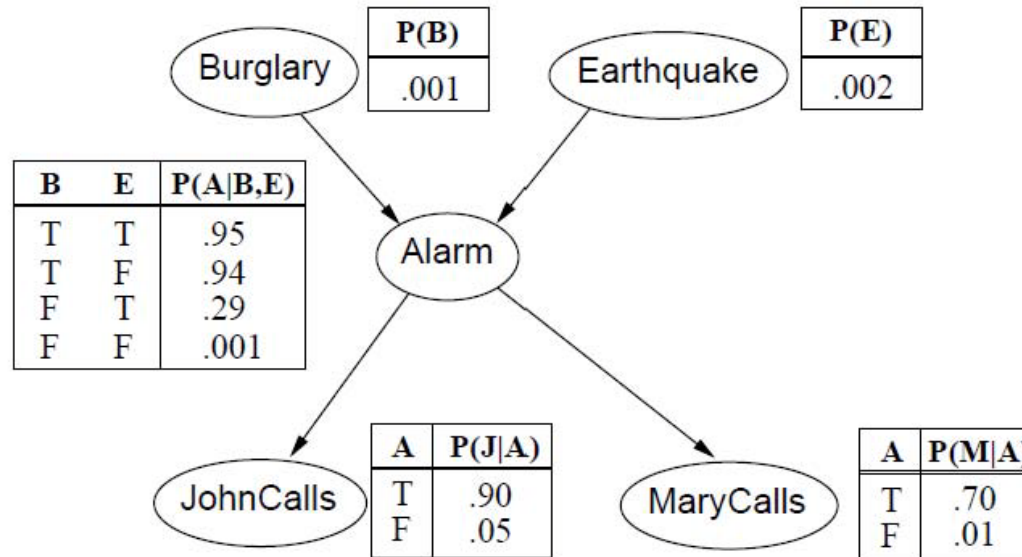 Burglary
P(B)
.001
Earthquake
P(E)
.002
B E P(A|B,E)
T T .95
T F .94
F T .29
F F .001
Alarm
JohnCalls
A P(J|A)
T .90
F .05
MaryCalls
A P(M|A)
T .70
F .01